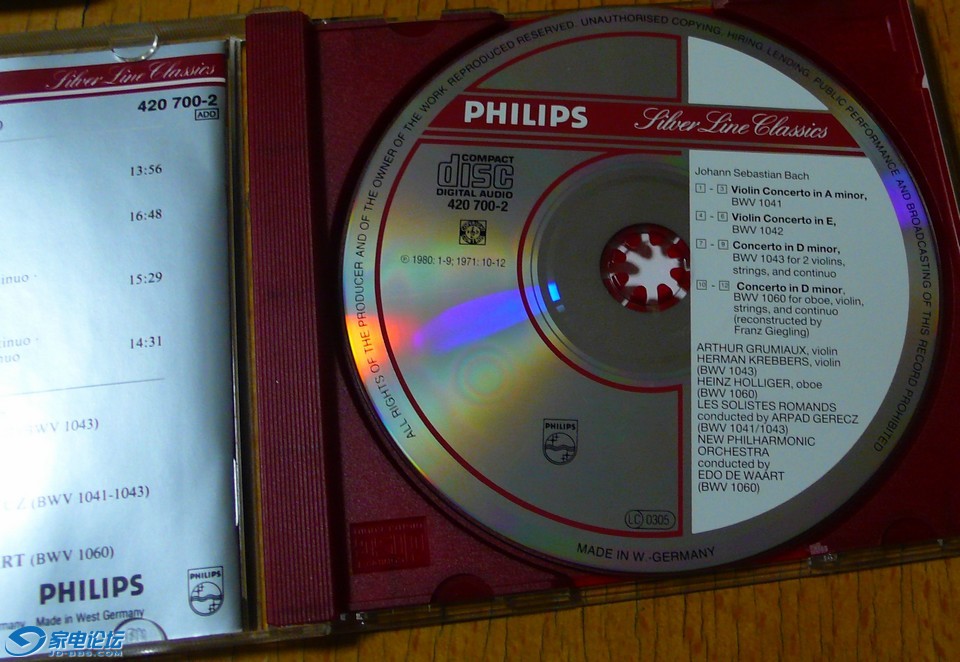 Silver Line Classics
420 700-2
ADD
13:56
16:48
inuo ·
15:29
inuo ·
nuo
14:31
WV 1043)
Z (BWV 1041-1043)
RT (BWV 1060)
PHILIPS
PHILIPS
many Made in West Germany
家电论坛
JD-BBS.COM
ALL RIGHTS OF THE PRODUCER AND OF THE OWNER OF THE WORK REPRODUCED RESERVED. UNAUTHORISED COPYING, HIRING, LENDING, PUBLIC PERFORMANCE AND BROADCASTING OF THIS RECORD PROHIBITED
PHILIPS Silver Line Classics
COMPACT
disc
DIGITAL AUDIO
420 700-2
℗ 1980: 1-9; 1971: 10-12
PHILIPS
LC 0305
MADE IN W.-GERMANY
Johann Sebastian Bach
1 - 3 Violin Concerto in A minor,
BWV 1041
4 - 6 Violin Concerto in E,
BWV 1042
7 - 9 Concerto in D minor,
BWV 1043 for 2 violins,
strings, and continuo
10 - 12 Concerto in D minor,
BWV 1060 for oboe, violin,
strings, and continuo
(reconstructed by
Franz Giegling)
ARTHUR GRUMIAUX, violin
HERMAN KREBBERS, violin
(BWV 1043)
HEINZ HOLLIGER, oboe
(BWV 1060)
LES SOLISTES ROMANDS
conducted by ARPAD GERECZ
(BWV 1041/1043)
NEW PHILHARMONIC
ORCHESTRA
conducted by
EDO DE WAART
(BWV 1060)